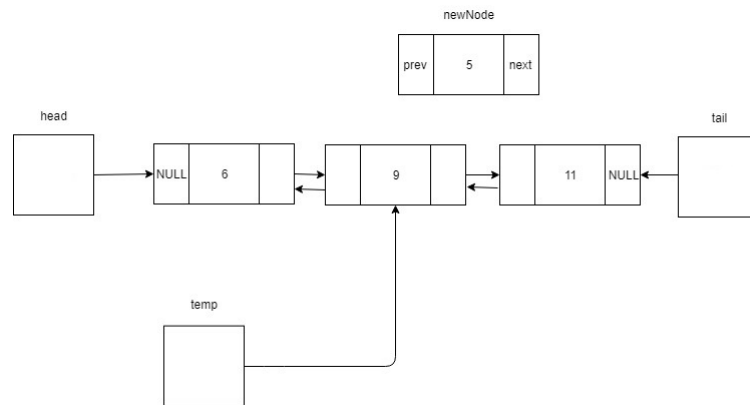 newNode
prev 5 next
head
tail
NULL 6 9 11 NULL
temp